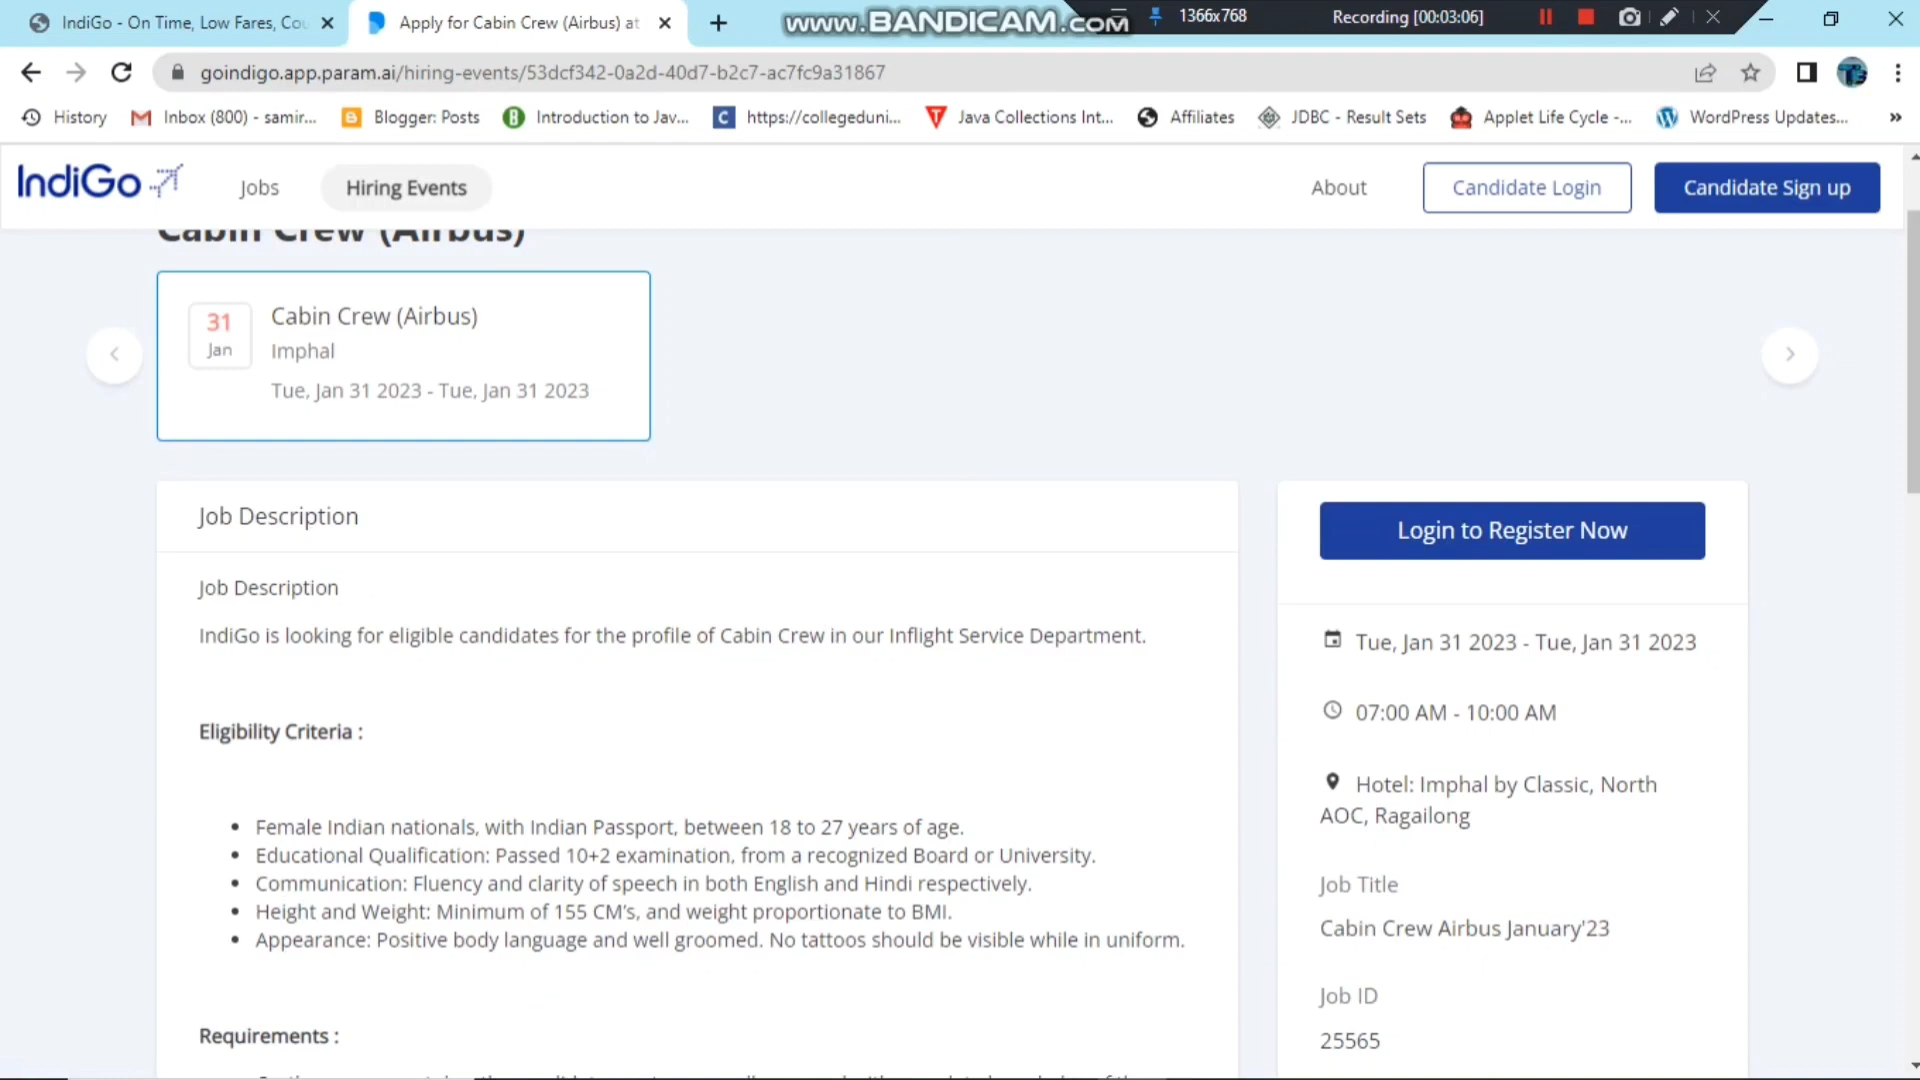 IndiGo - On Time, Low Fares, Cou
Apply for Cabin Crew (Airbus) at
www.BANDICAM.com
1366x768
Recording [00:03:06]
goindigo.app.param.ai/hiring-events/53dcf342-0a2d-40d7-b2c7-ac7fc9a31867
History
Inbox (800) - samir...
Blogger: Posts
Introduction to Jav...
https://collegeduni...
Java Collections Int...
Affiliates
JDBC - Result Sets
Applet Life Cycle -...
WordPress Updates...
IndiGo
Jobs
Hiring Events
About
Candidate Login
Candidate Sign up
Cabin Crew (Airbus)
31
Jan
Cabin Crew (Airbus)
Imphal
Tue, Jan 31 2023 - Tue, Jan 31 2023
Job Description
Job Description
IndiGo is looking for eligible candidates for the profile of Cabin Crew in our Inflight Service Department.
Eligibility Criteria :
• Female Indian nationals, with Indian Passport, between 18 to 27 years of age.
• Educational Qualification: Passed 10+2 examination, from a recognized Board or University.
• Communication: Fluency and clarity of speech in both English and Hindi respectively.
• Height and Weight: Minimum of 155 CM's, and weight proportionate to BMI.
• Appearance: Positive body language and well groomed. No tattoos should be visible while in uniform.
Requirements :
Login to Register Now
Tue, Jan 31 2023 - Tue, Jan 31 2023
07:00 AM - 10:00 AM
Hotel: Imphal by Classic, North
AOC, Ragailong
Job Title
Cabin Crew Airbus January'23
Job ID
25565